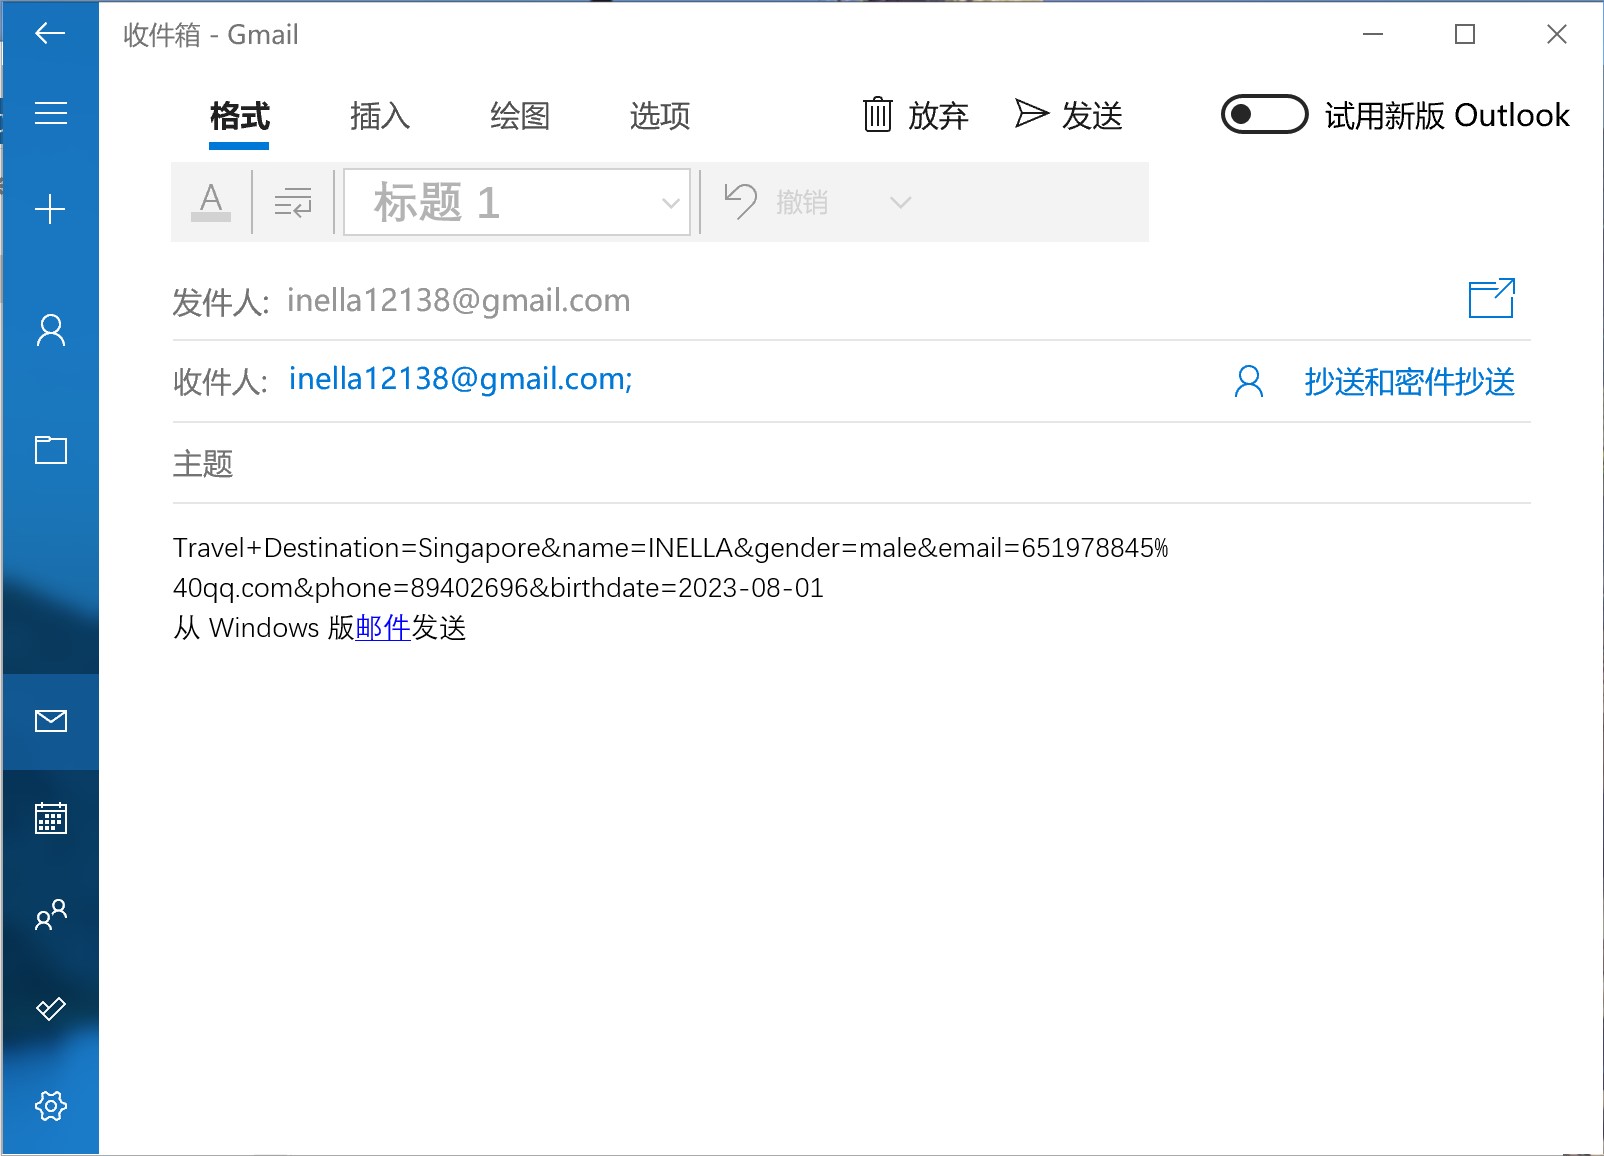 收件箱 - Gmail
格式 插入 绘图 选项 放弃 发送 试用新版 Outlook
A 标题 1 撤销
发件人: inella12138@gmail.com
收件人: inella12138@gmail.com; 抄送和密件抄送
主题
Travel+Destination=Singapore&name=INELLA&gender=male&email=651978845%
40qq.com&phone=89402696&birthdate=2023-08-01
从 Windows 版邮件发送